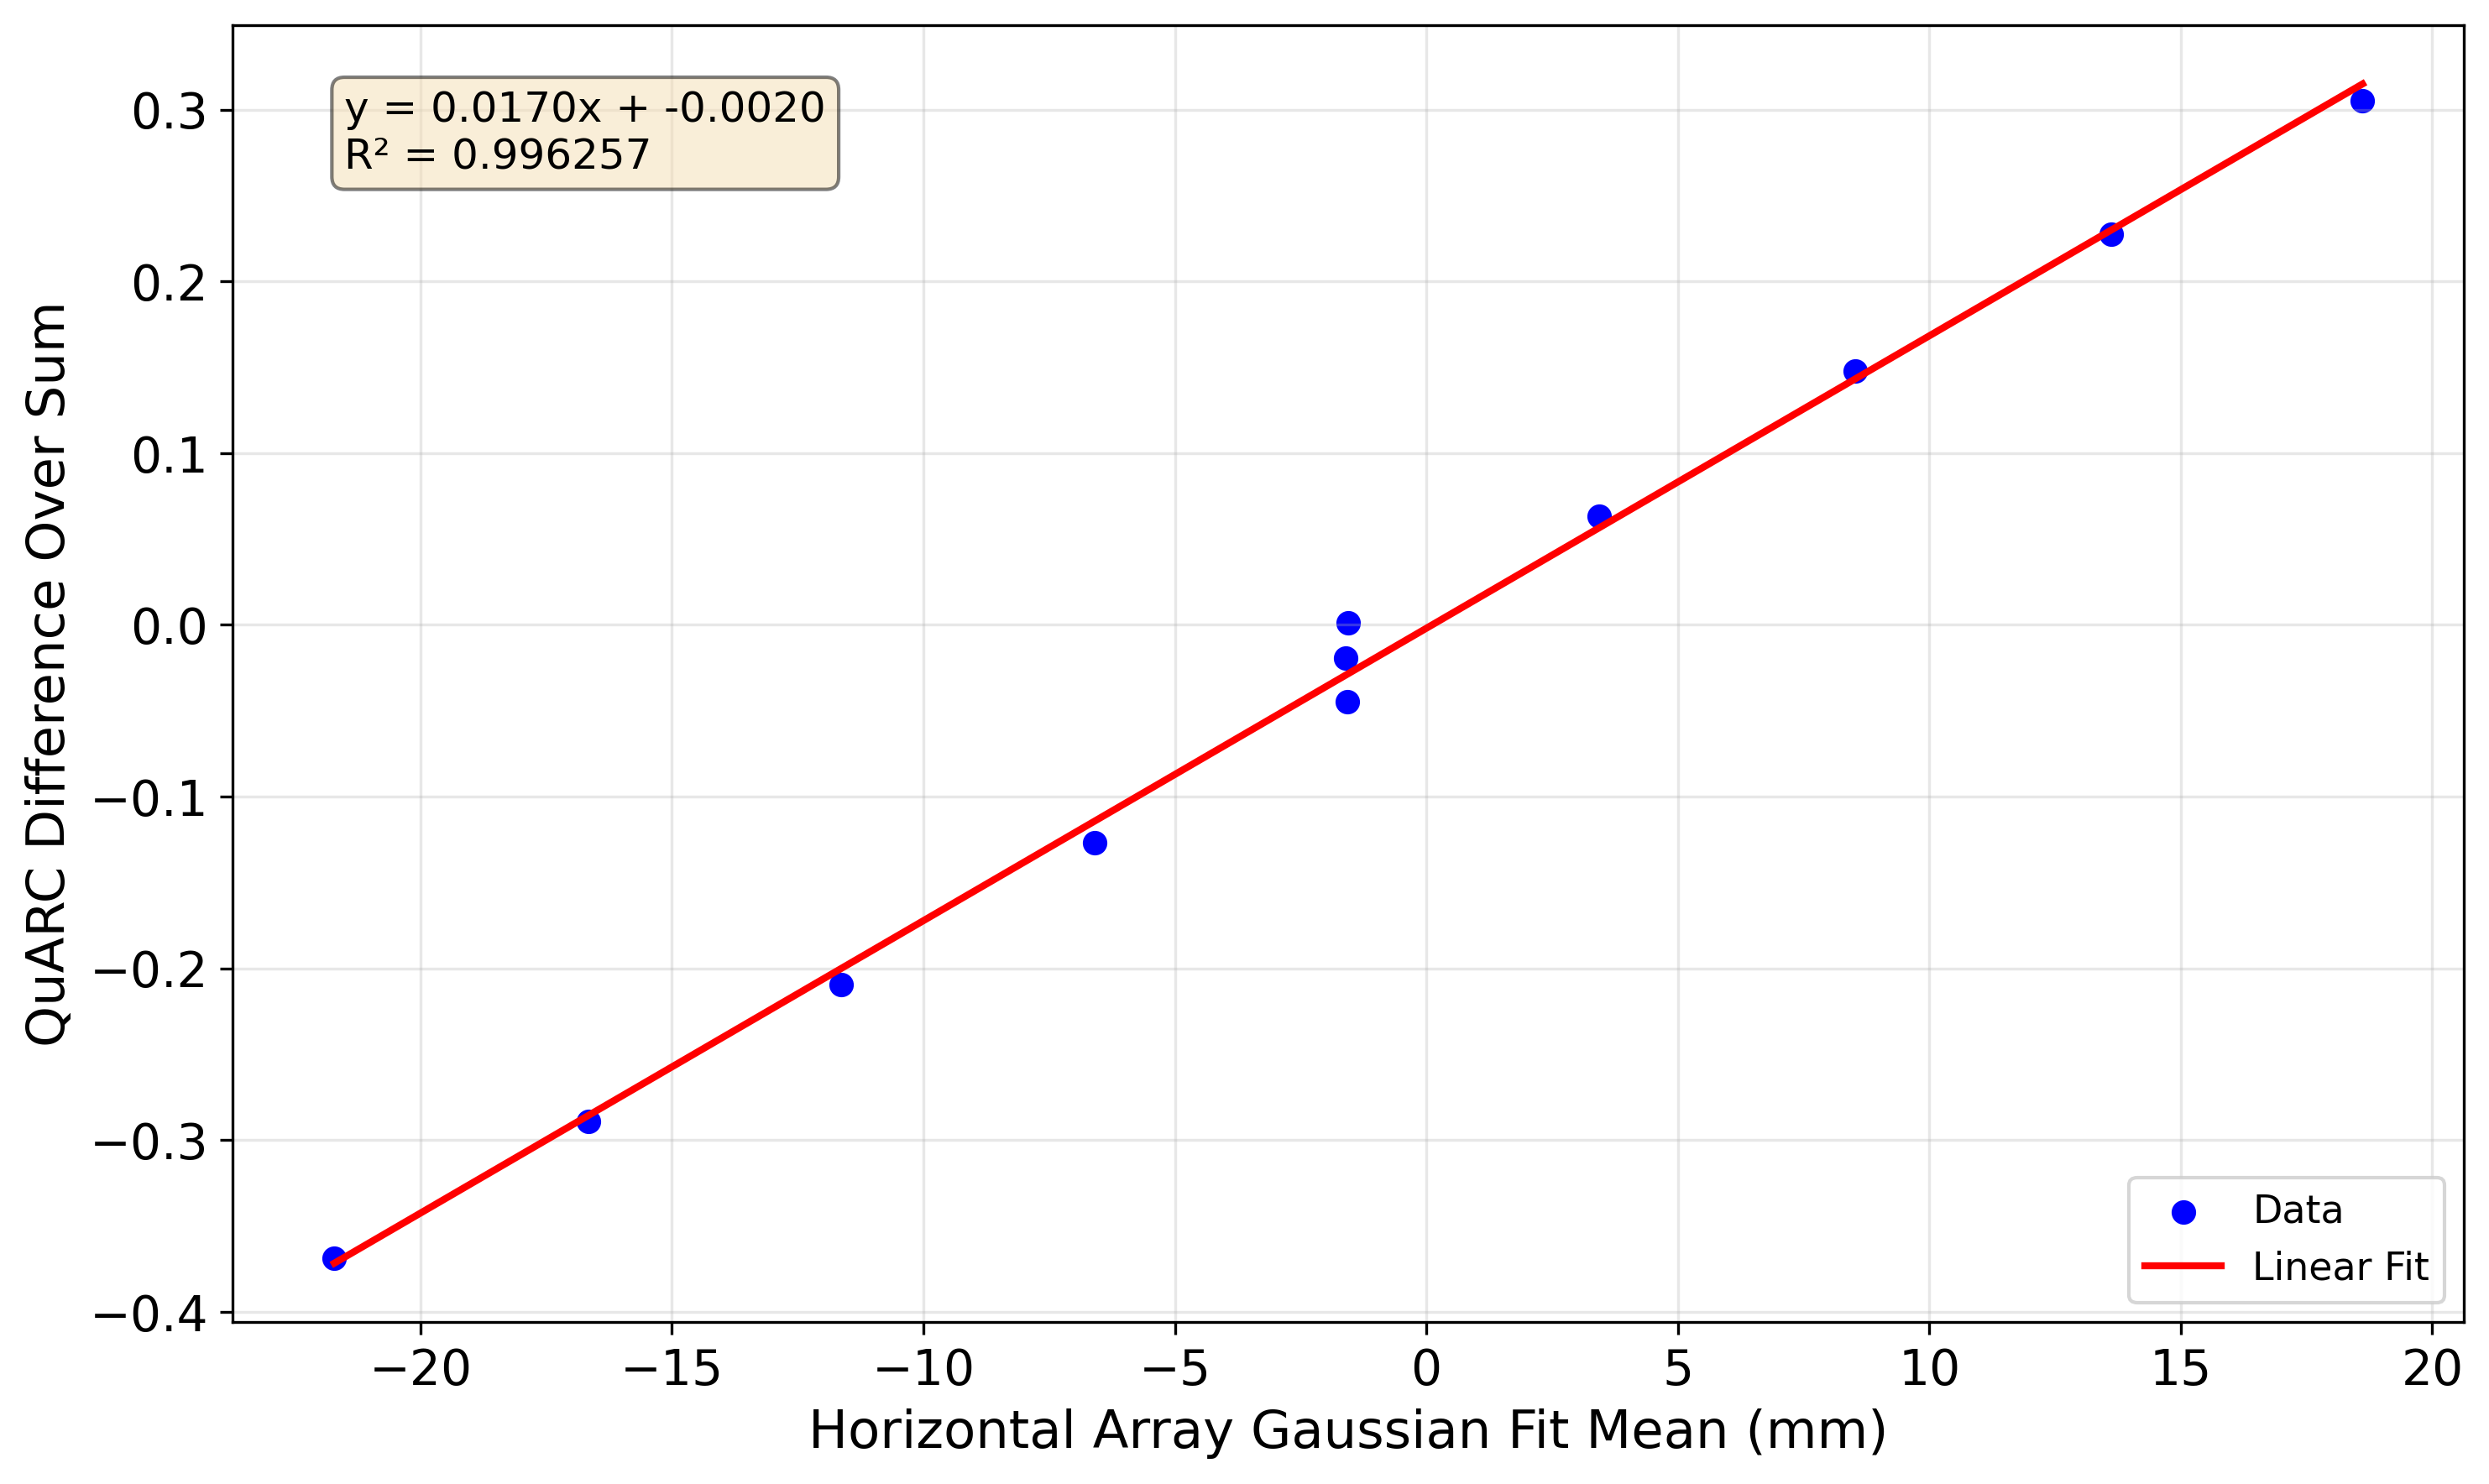 y = 0.0170x + -0.0020
R² = 0.996257
0.3
0.2
0.1
0.0
−0.1
−0.2
−0.3
−0.4
QuARC Difference Over Sum
Data
Linear Fit
−20 −15 −10 −5 0 5 10 15 20
Horizontal Array Gaussian Fit Mean (mm)